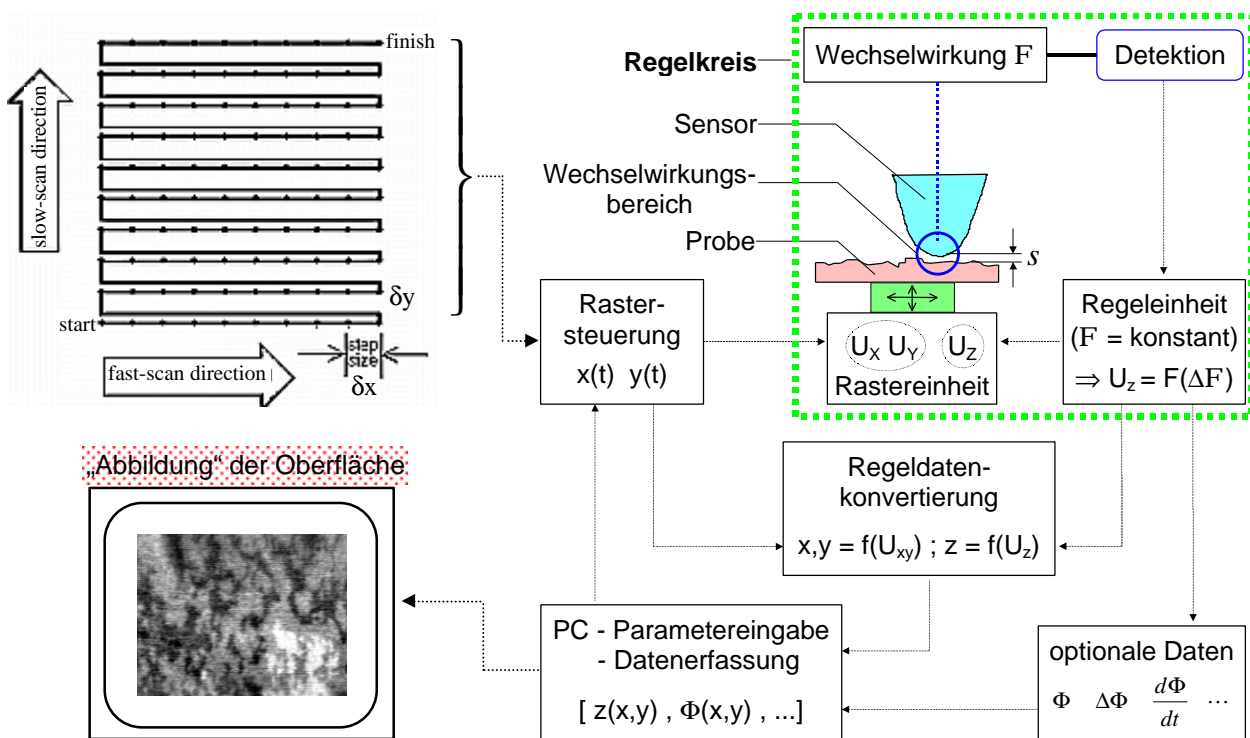 finish
slow-scan direction
δy
start
step
size
fast-scan direction
δx
Regelkreis
Wechselwirkung F
Detektion
Sensor
Wechselwirkungs-
bereich
Probe
s
Raster-
steuerung
x(t) y(t)
U_X U_Y U_Z
Rastereinheit
Regeleinheit
(F = konstant)
⇒ U_z = F(ΔF)
„Abbildung“ der Oberfläche
Regeldaten-
konvertierung
x,y = f(U_xy) ; z = f(U_z)
PC - Parametereingabe
- Datenerfassung
[ z(x,y) , Φ(x,y) , ...]
optionale Daten
Φ ΔΦ dΦ/dt ...